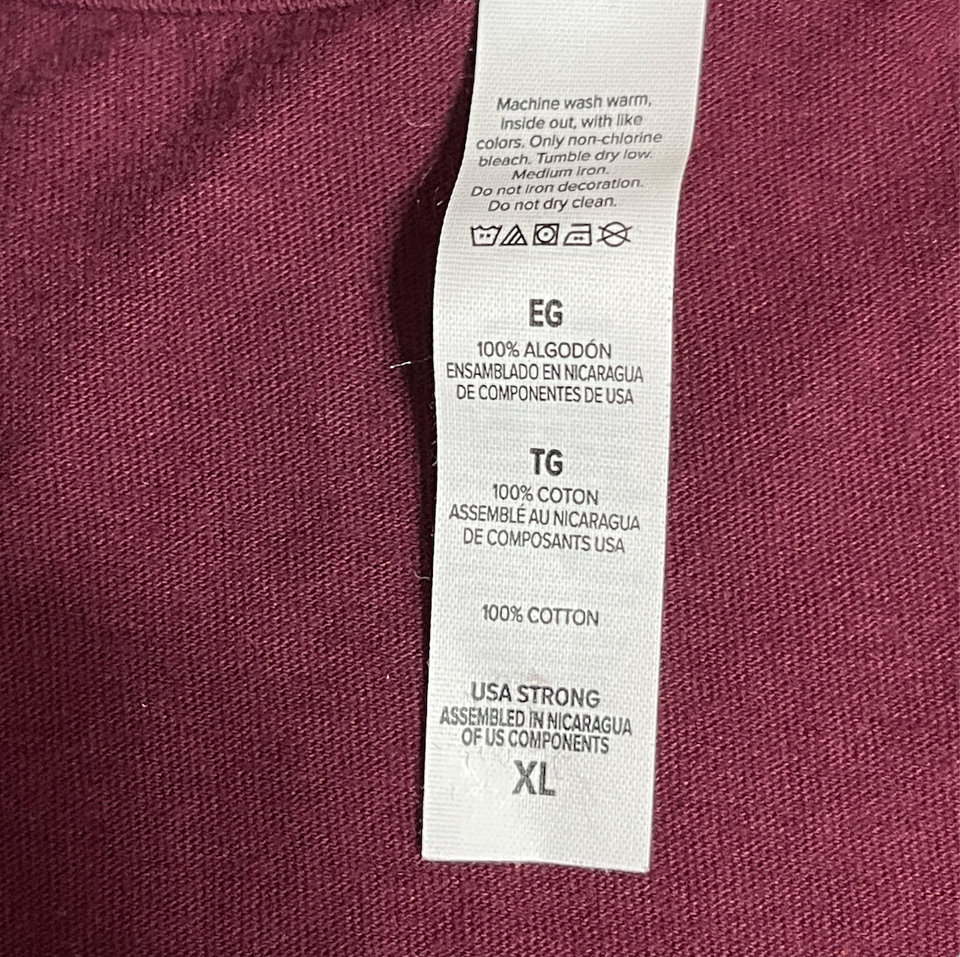 Machine wash warm,
inside out, with like
colors. Only non-chlorine
bleach. Tumble dry low.
Medium iron.
Do not iron decoration.
Do not dry clean.
EG
100% ALGODÓN
ENSAMBLADO EN NICARAGUA
DE COMPONENTES DE USA
TG
100% COTON
ASSEMBLÉ AU NICARAGUA
DE COMPOSANTS USA
100% COTTON
USA STRONG
ASSEMBLED IN NICARAGUA
OF US COMPONENTS
XL